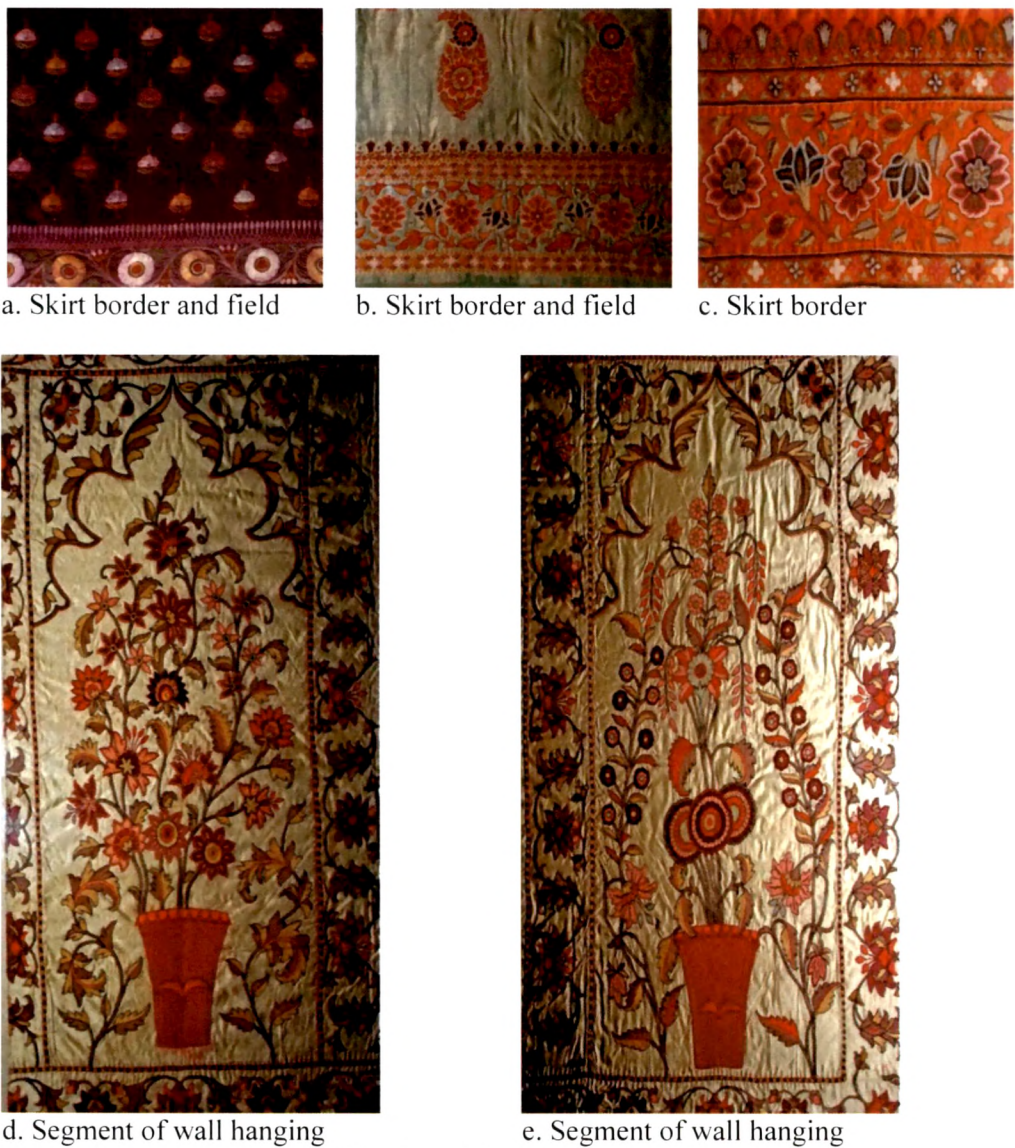 a. Skirt border and field
b. Skirt border and field
c. Skirt border
d. Segment of wall hanging
e. Segment of wall hanging